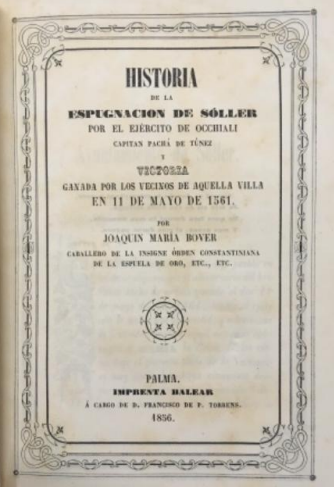 HISTORIA
DE LA
ESPUGNACION DE SÓLLER
POR EL EJÉRCITO DE OCCHIALI
CAPITAN PACHÁ DE TÚNEZ
Y
VICTORIA
GANADA POR LOS VECINOS DE AQUELLA VILLA
EN 11 DE MAYO DE 1561.
POR
JOAQUIN MARÍA BOVER
CABALLERO DE LA INSIGNE ÓRDEN CONSTANTINIANA
DE LA ESPUELA DE ORO, ETC., ETC.
PALMA.
IMPRENTA BALEAR
Á CARGO DE D. FRANCISCO DE P. TORRENS.
1856.